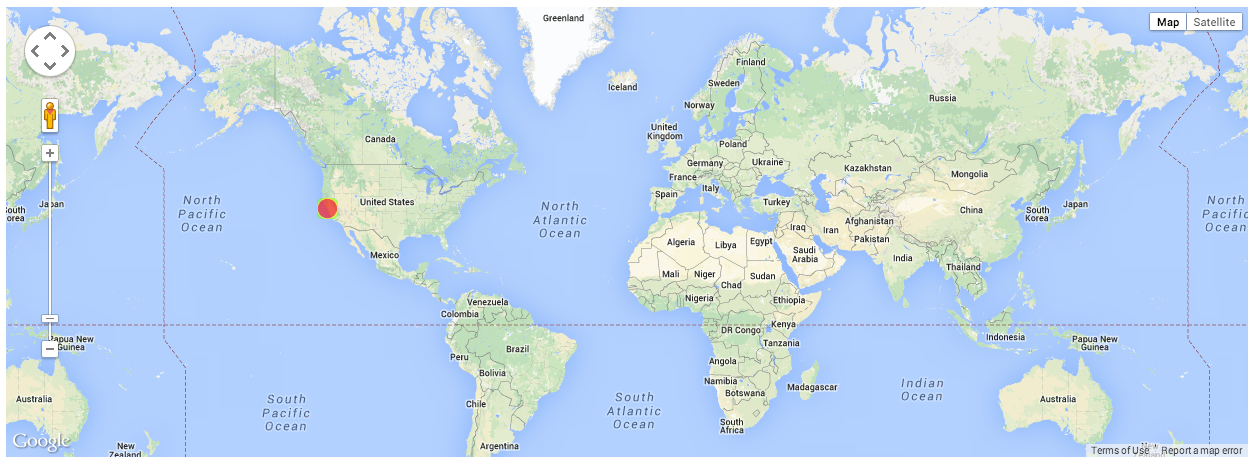 Greenland
Map
Satellite
Iceland
Finland
Sweden
Norway
Russia
United
Kingdom
Canada
Poland
Germany
Ukraine
Kazakhstan
Mongolia
France
Italy
Spain
Turkey
United States
North
Pacific
Ocean
North
Atlantic
Ocean
Japan
South
Korea
China
South
Korea
Japan
North
Pacific
Ocean
Afghanistan
Iraq
Iran
Pakistan
Algeria
Libya
Egypt
Saudi
Arabia
India
Mexico
Mali
Niger
Sudan
Chad
Thailand
Venezuela
Colombia
Nigeria
Ethiopia
Kenya
DR Congo
Tanzania
Papua New
Guinea
Indonesia
Papua New
Guinea
Brazil
Peru
Bolivia
Angola
Namibia
Botswana
Madagascar
Indian
Ocean
Australia
Australia
South
Pacific
Ocean
Chile
South
Atlantic
Ocean
South
Africa
Argentina
Google
New
Zealand
Terms of Use
Report a map error